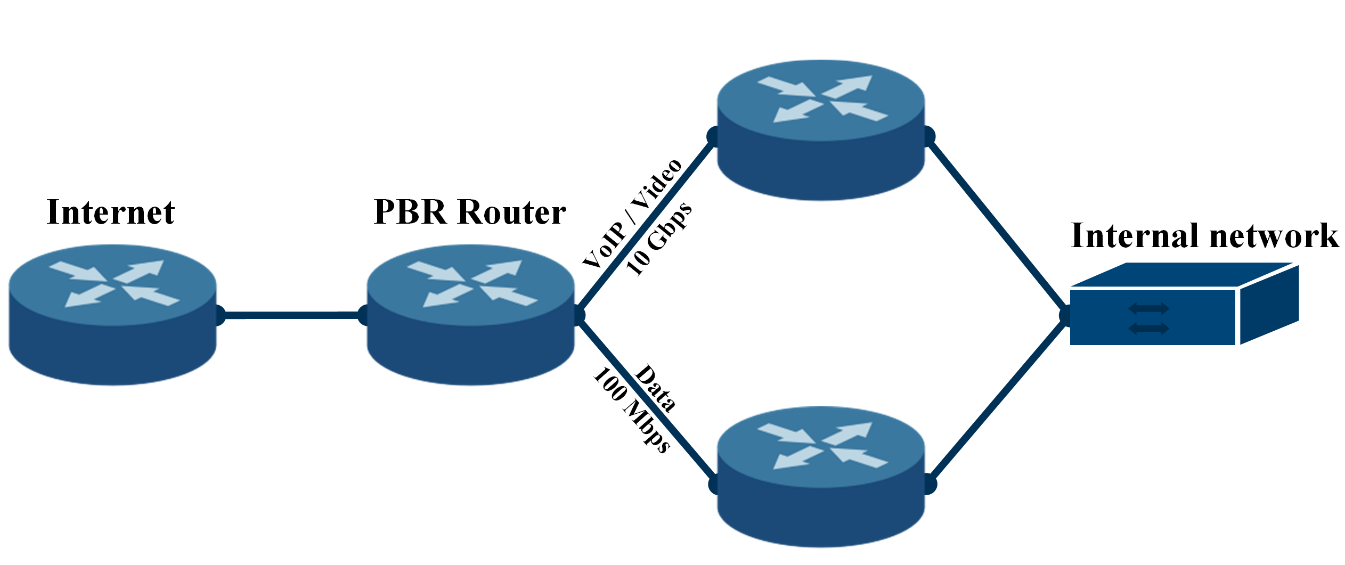 Internet
PBR Router
VoIP / Video
10 Gbps
Internal network
Data
100 Mbps